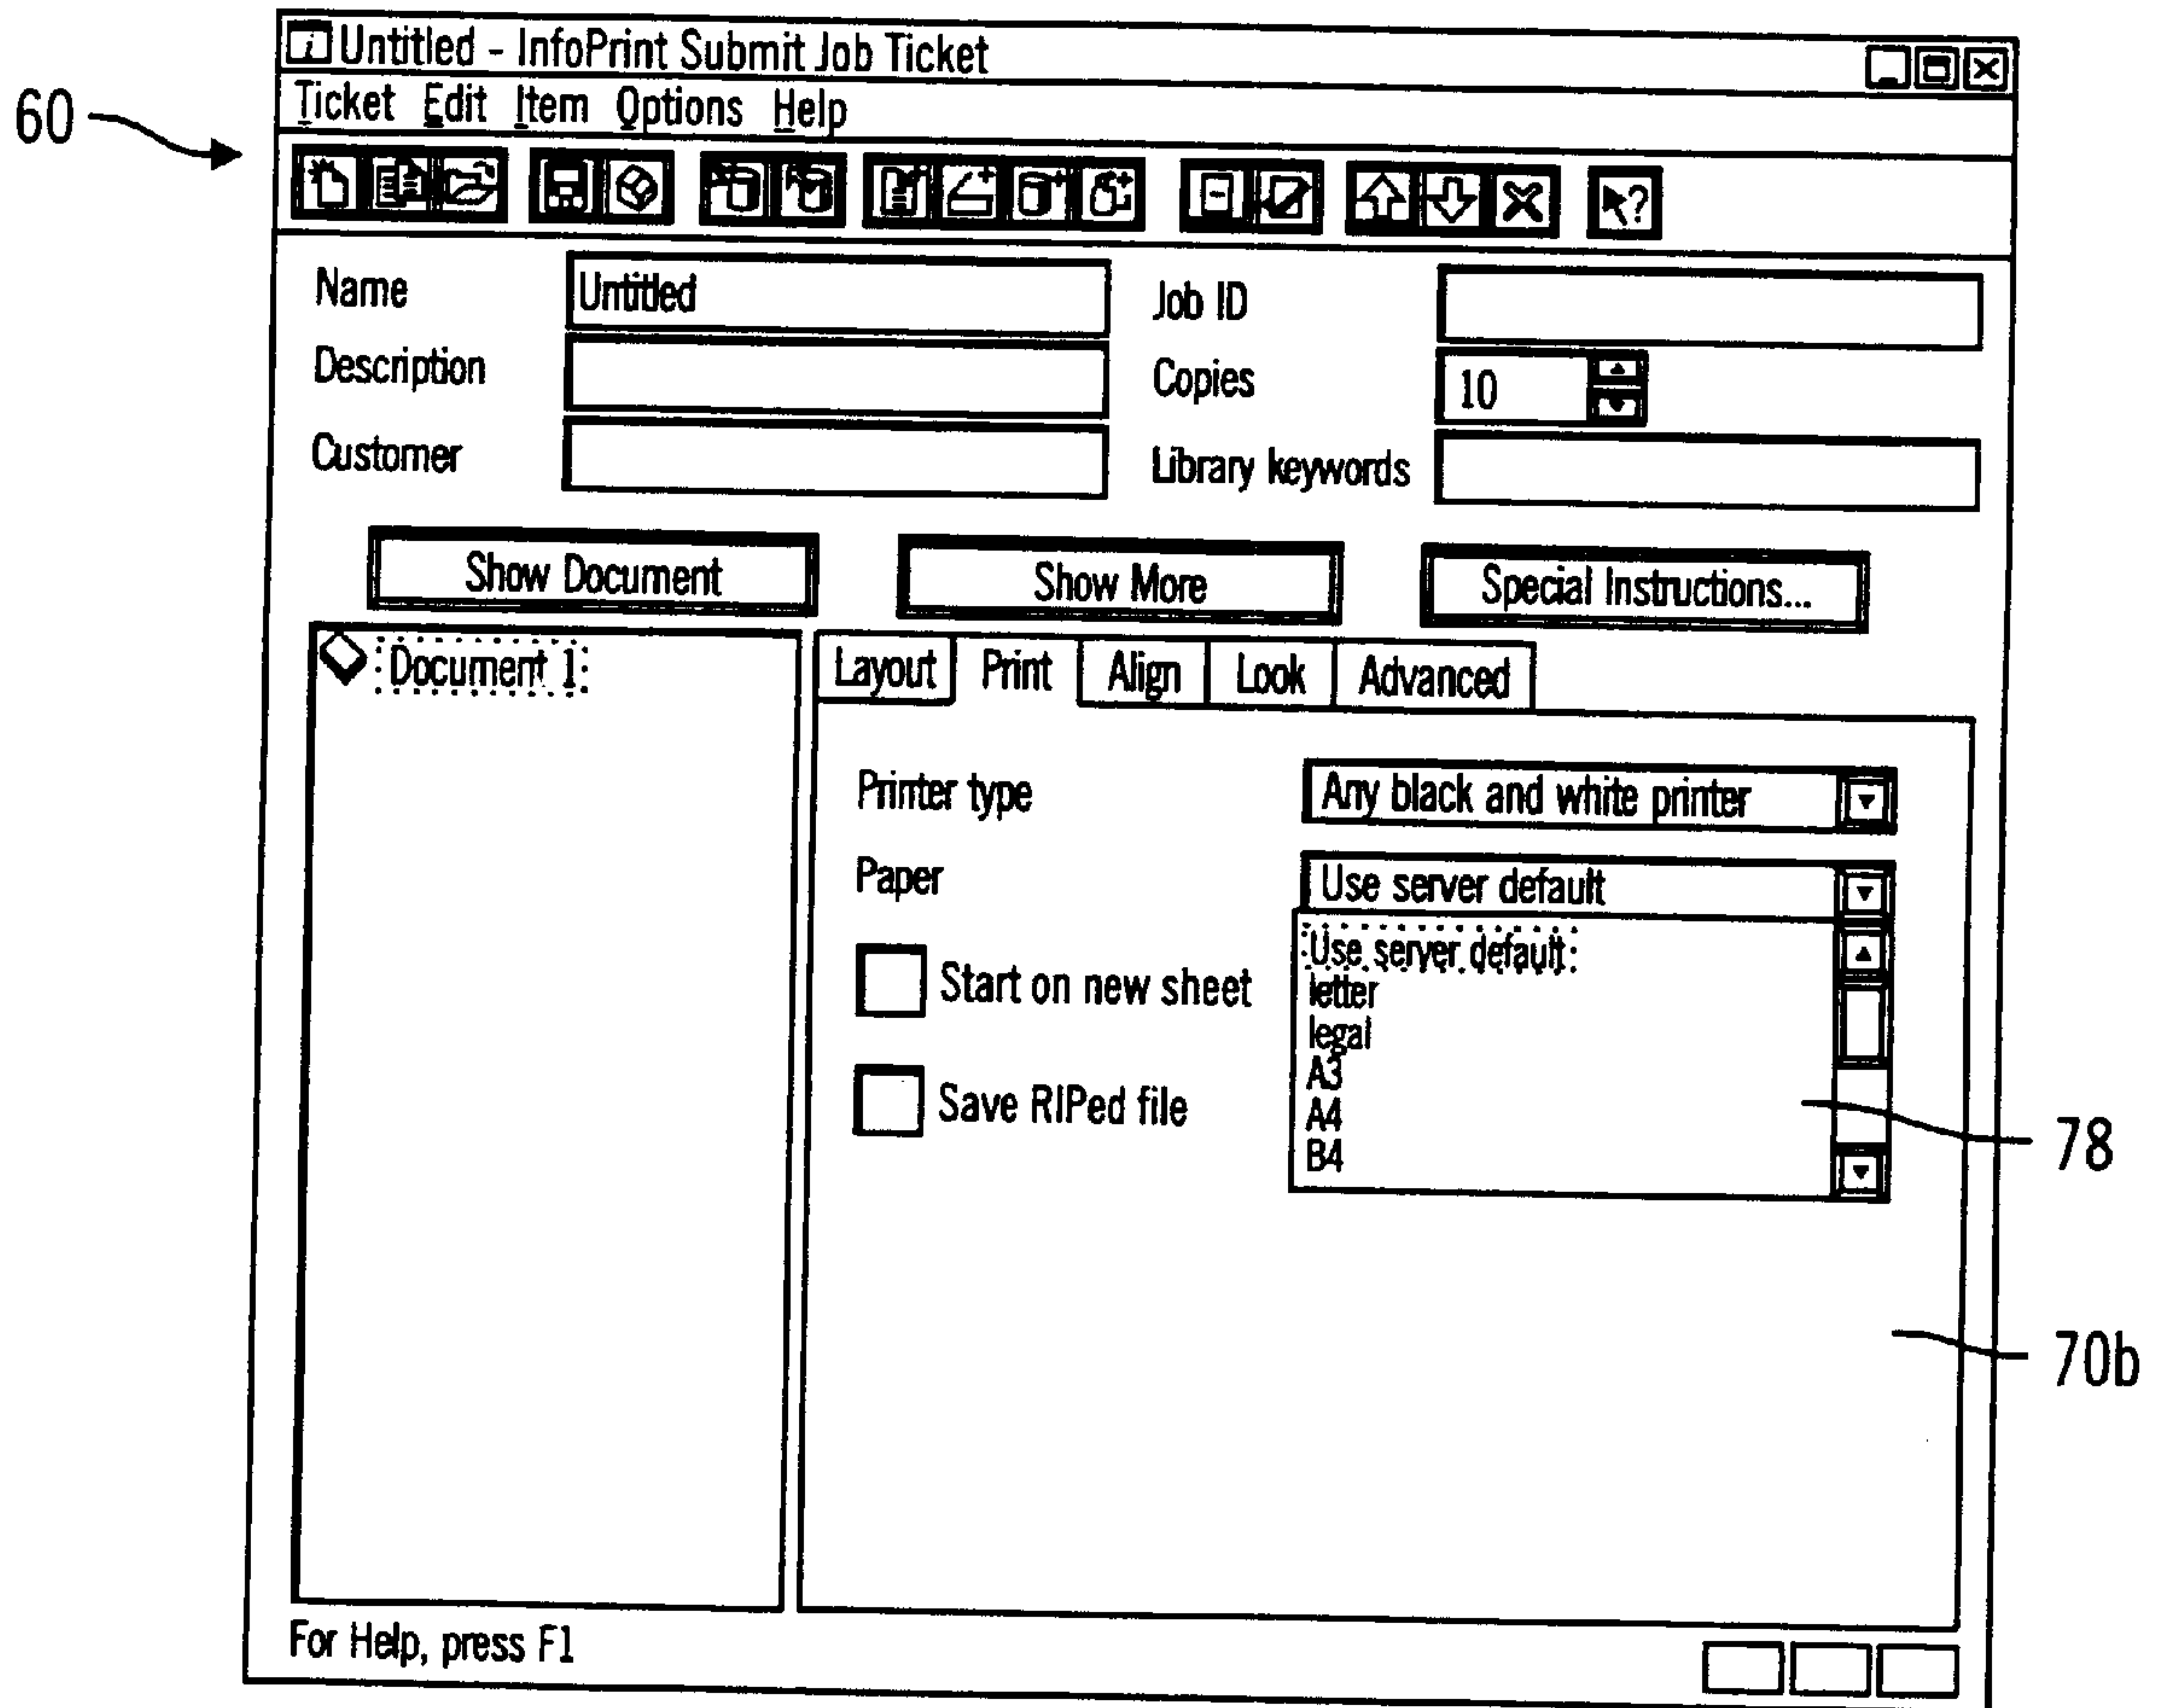 Untitled - InfoPrint Submit Job Ticket
Ticket Edit Item Options Help
60
Name Untitled Job ID
Description Copies 10
Customer Library keywords
Show Document Show More Special Instructions...
Document 1 Layout Print Align Look Advanced
Printer type Any black and white printer
Paper Use server default
Use server default
Start on new sheet letter
legal
A3
Save RIPed file A4
78
B4
70b
For Help, press F1